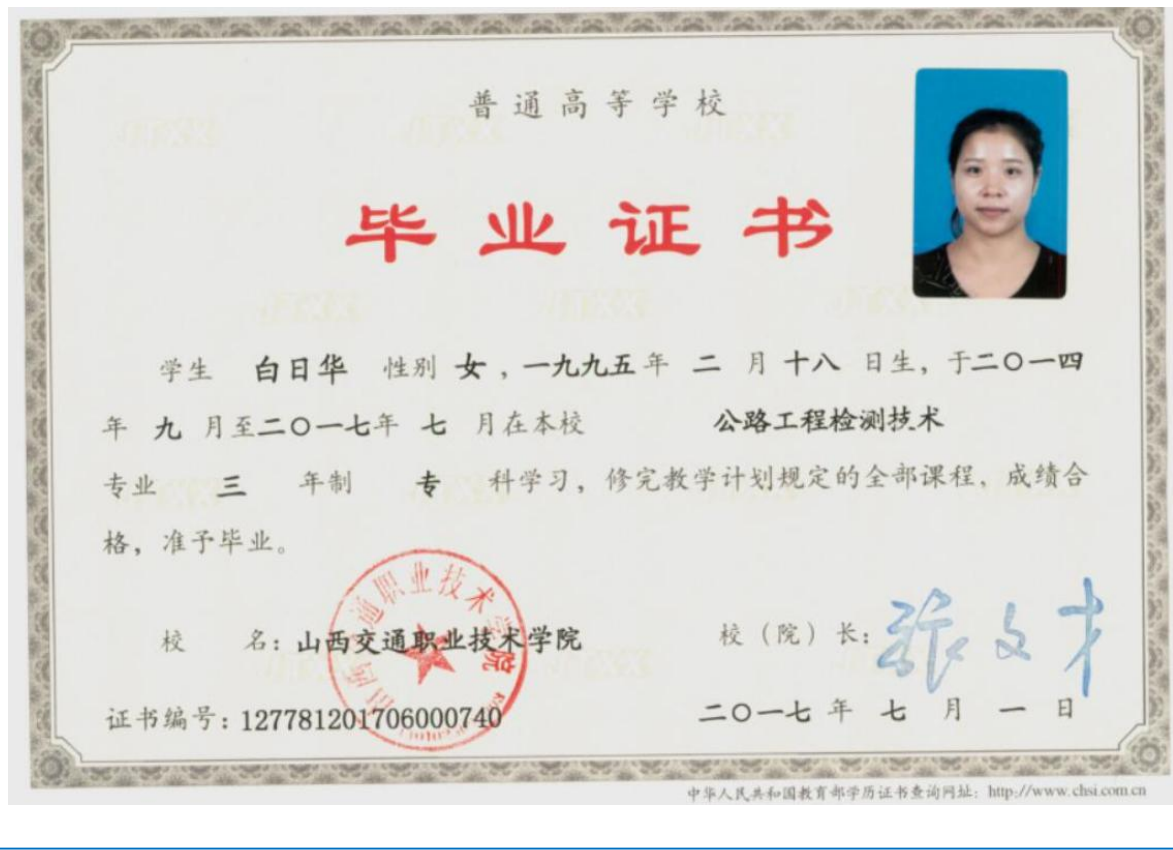 普通高等学校
毕业证书
学生 白日华 性别 女，一九九五年 二 月 十八 日生，于二〇一四
年 九 月至二〇一七年 七 月在本校 公路工程检测技术
专业 三 年制 专 科学习，修完教学计划规定的全部课程，成绩合
格，准予毕业。
校 名：山西交通职业技术学院 校（院）长：张文才
证书编号：127781201706000740 二〇一七 年 七 月 一 日
中华人民共和国教育部学历证书查询网址：http://www.chsi.com.cn